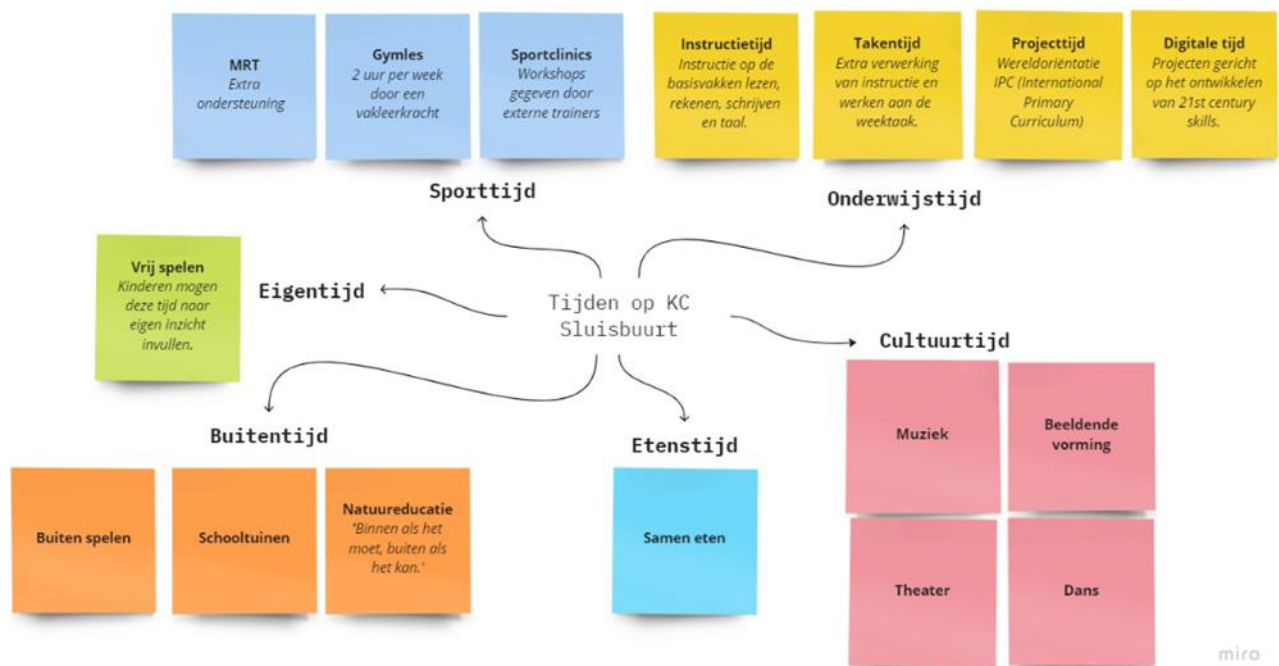 MRT
Extra
ondersteuning
Gymles
2 uur per week
door een
vakleerkracht
Sportclinics
Workshops
gegeven door
externe trainers
Instructietijd
Instructie op de
basisvakken lezen,
rekenen, schrijven
en taal.
Takentijd
Extra verwerking
van instructie en
werken aan de
weektaak.
Projecttijd
Wereldoriëntatie
IPC (International
Primary
Curriculum)
Digitale tijd
Projecten gericht
op het ontwikkelen
van 21st century
skills.
Sporttijd
Onderwijstijd
Vrij spelen
Kinderen mogen
deze tijd naar
eigen inzicht
invullen.
Eigentijd
Tijden op KC
Sluisbuurt
Cultuurtijd
Muziek
Beeldende
vorming
Theater
Dans
Buitentijd
Buiten spelen
Schooltuinen
Natuureducatie
"Binnen als het
moet, buiten als
het kan.'
Etenstijd
Samen eten
miro